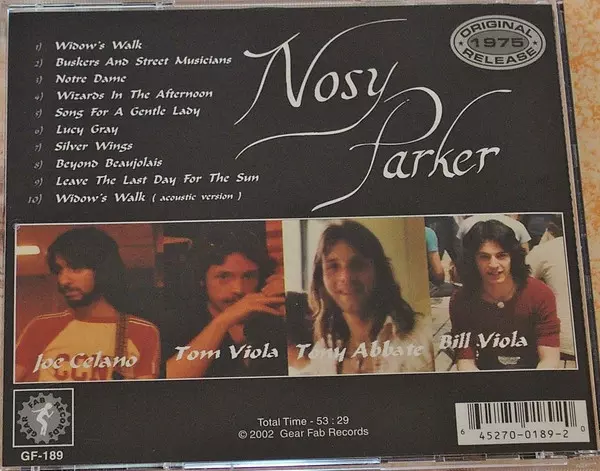 1) Widow's Walk
2) Buskers And Street Musicians
3) Notre Dame
4) Wizards In The Afternoon
5) Song For A Gentle Lady
6) Lucy Gray
7) Silver Wings
8) Beyond Beaujolais
9) Leave The Last Day For The Sun
10) Widow's Walk ( acoustic version )
Nosy
Parker
ORIGINAL
1975
RELEASE
Joe Celano
Tom Viola
Tony Abbate
Bill Viola
GEAR FAB RECORDS
GF-189
Total Time - 53 : 29
© 2002 Gear Fab Records
6 45270-0189-2 0